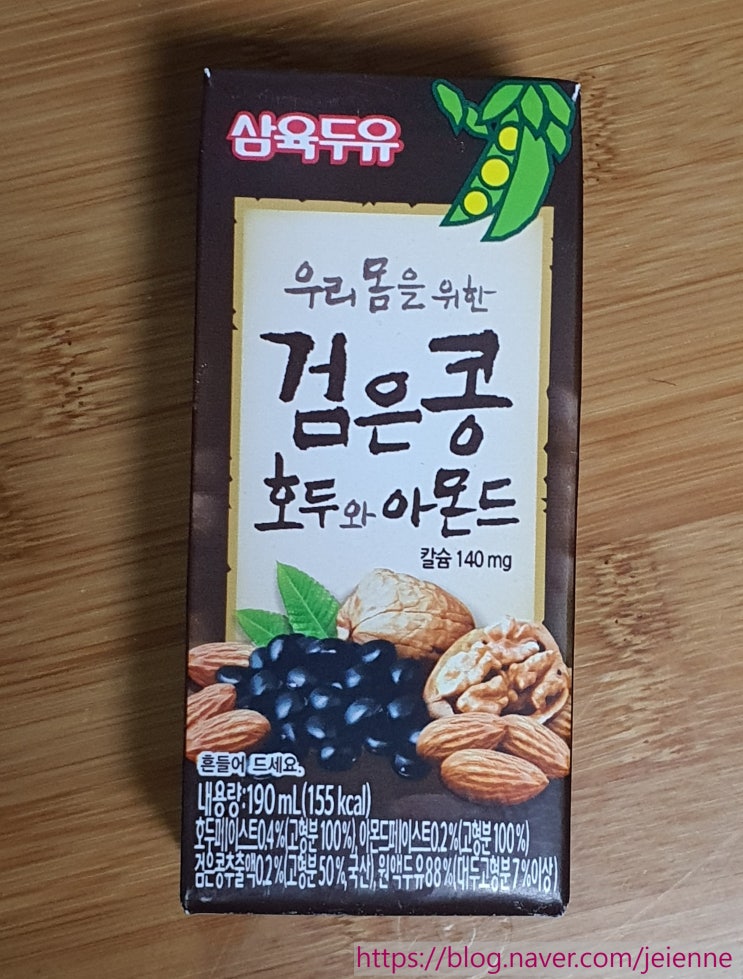 삼육두유
우리 몸을 위한
검은콩
호두와 아몬드
칼슘 140 mg
흔들어 드세요.
내용량:190 mL(155 kcal)
호두페이스트0.4%(고형분 100%), 아몬드페이스트0.2%(고형분 100%)
검은콩추출액0.2%(고형분 50%, 국산), 원액두유88%(대두고형분 7%이상)
https://blog.naver.com/jeienne